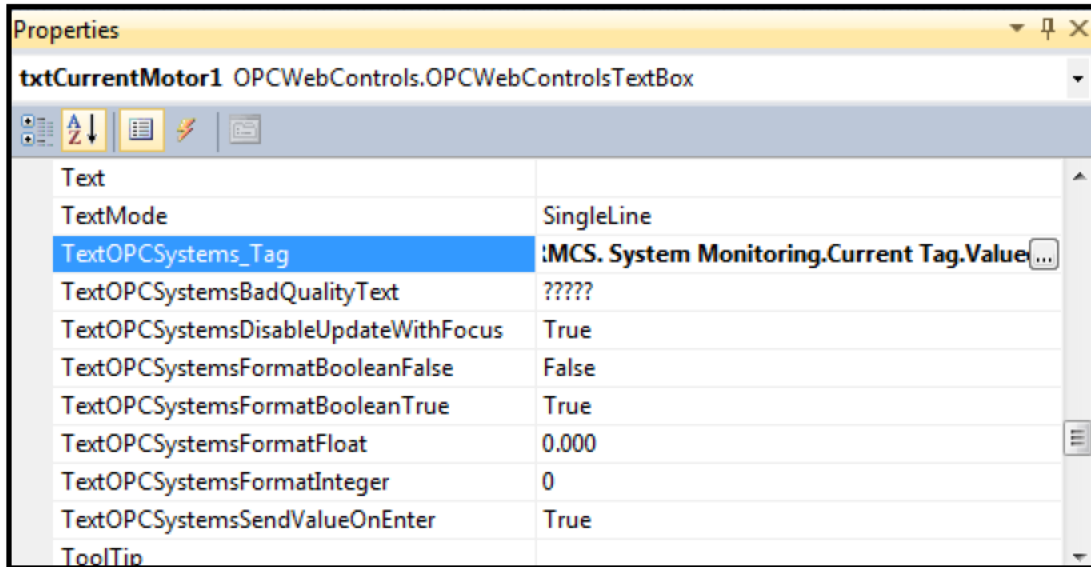 Properties
txtCurrentMotor1 OPCWebControls.OPCWebControlsTextBox
Text
TextMode SingleLine
TextOPCSystems_Tag MCS. System Monitoring.Current Tag.Value ...
TextOPCSystemsBadQualityText ?????
TextOPCSystemsDisableUpdateWithFocus True
TextOPCSystemsFormatBooleanFalse False
TextOPCSystemsFormatBooleanTrue True
TextOPCSystemsFormatFloat 0.000
TextOPCSystemsFormatInteger 0
TextOPCSystemsSendValueOnEnter True
ToolTip